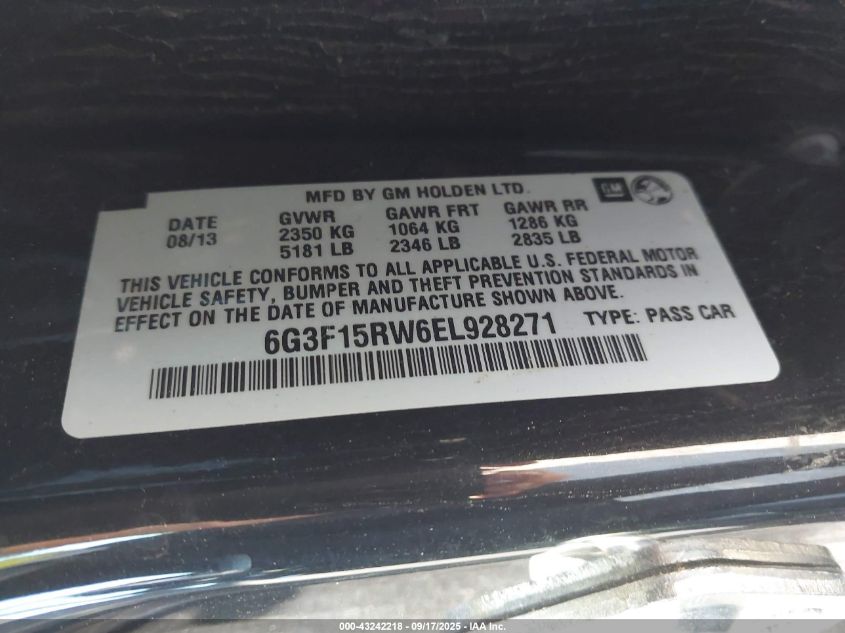 MFD BY GM HOLDEN LTD.
GM
DATE GVWR GAWR FRT GAWR RR
08/13 2350 KG 1064 KG 1286 KG
5181 LB 2346 LB 2835 LB
THIS VEHICLE CONFORMS TO ALL APPLICABLE U.S. FEDERAL MOTOR
VEHICLE SAFETY, BUMPER AND THEFT PREVENTION STANDARDS IN
EFFECT ON THE DATE OF MANUFACTURE SHOWN ABOVE.
6G3F15RW6EL928271 TYPE: PASS CAR
000-43242218 - 09/17/2025 - IAA Inc.